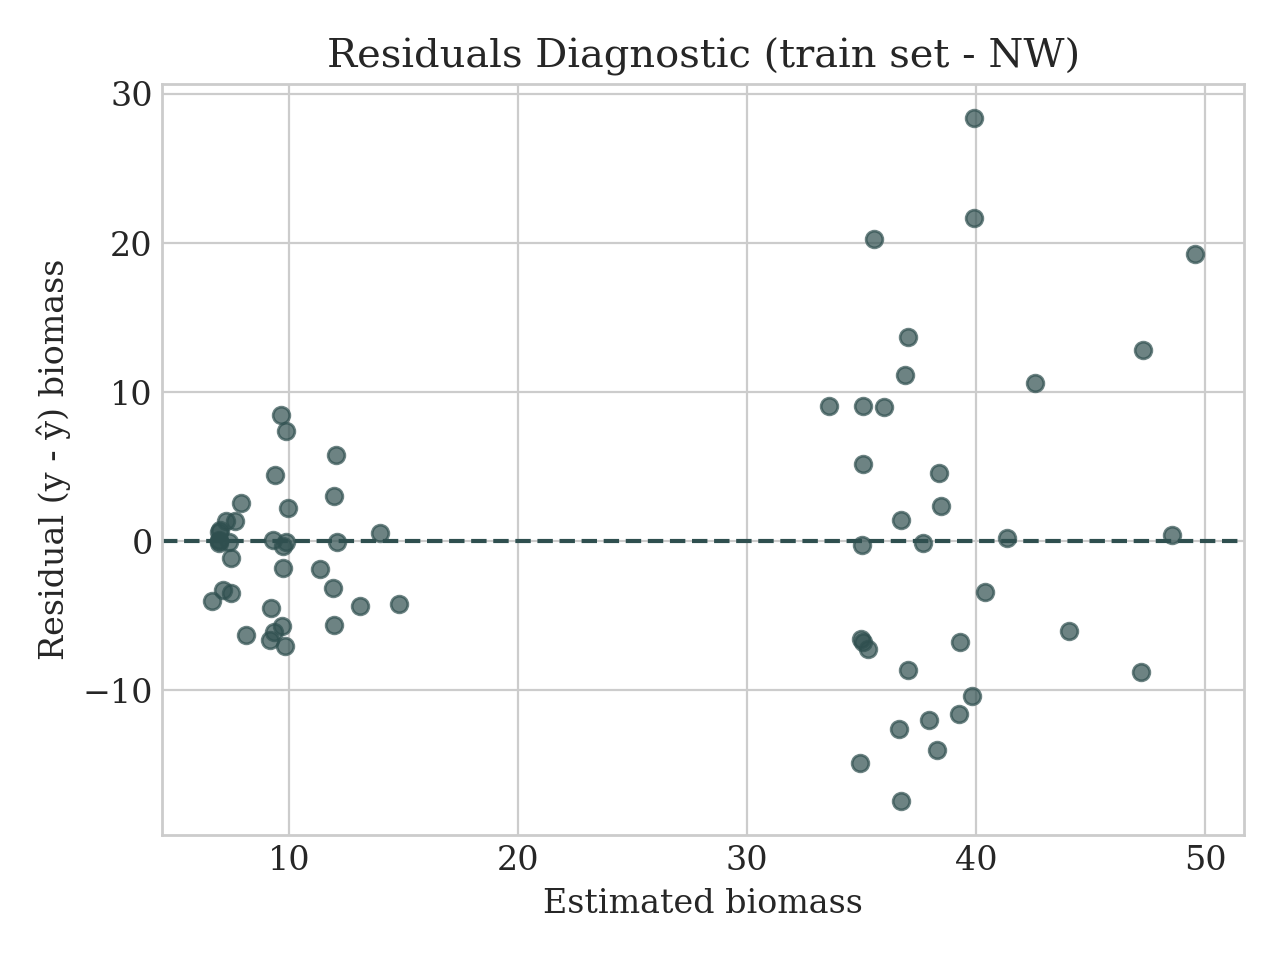 Residuals Diagnostic (train set - NW)
30
20
10
0
−10
Residual (y - ŷ) biomass
10 20 30 40 50
Estimated biomass